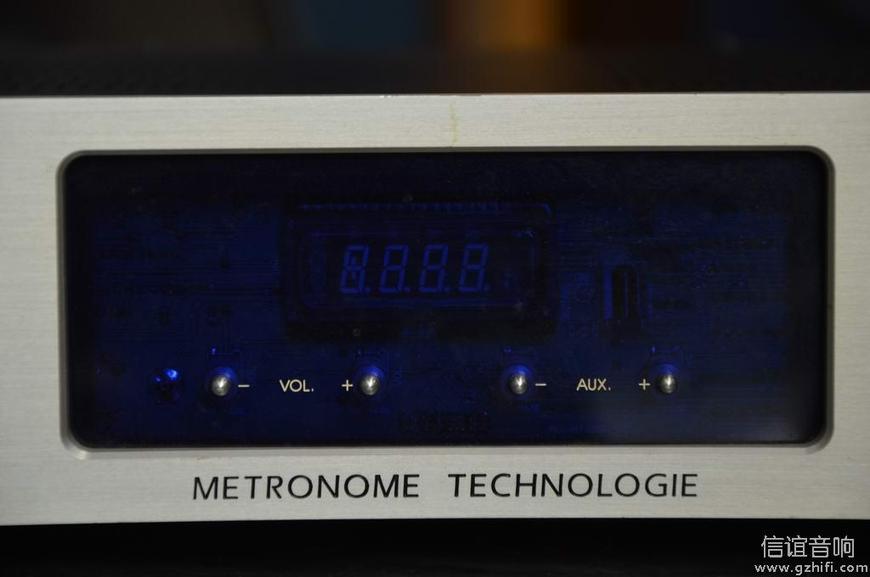 8.8.8.8.
− VOL. + − AUX. +
METRONOME TECHNOLOGIE
信谊音响
www.gzhifi.com